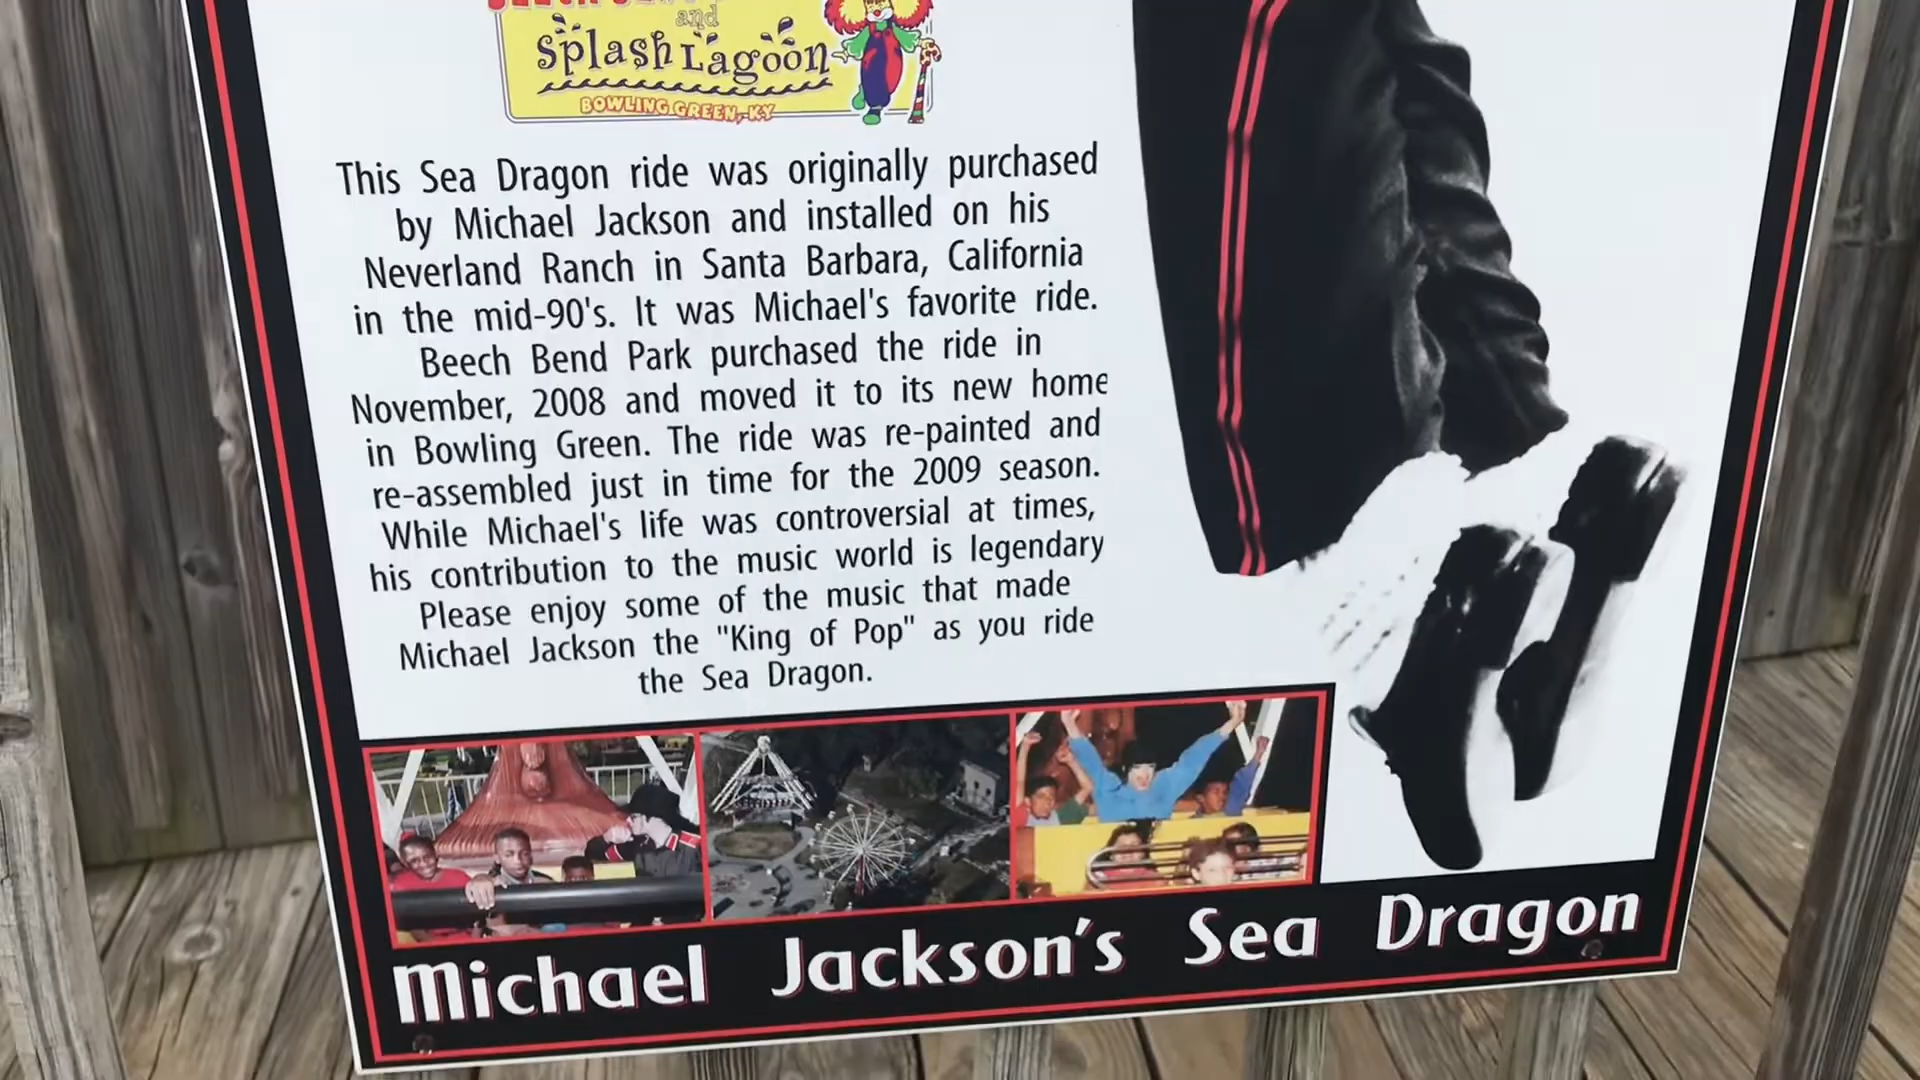 and
Splash Lagoon
BOWLING GREEN, KY
This Sea Dragon ride was originally purchased
by Michael Jackson and installed on his
Neverland Ranch in Santa Barbara, California
in the mid-90's. It was Michael's favorite ride.
Beech Bend Park purchased the ride in
November, 2008 and moved it to its new home
in Bowling Green. The ride was re-painted and
re-assembled just in time for the 2009 season.
While Michael's life was controversial at times,
his contribution to the music world is legendary
Please enjoy some of the music that made
Michael Jackson the "King of Pop" as you ride
the Sea Dragon.
Michael Jackson's Sea Dragon